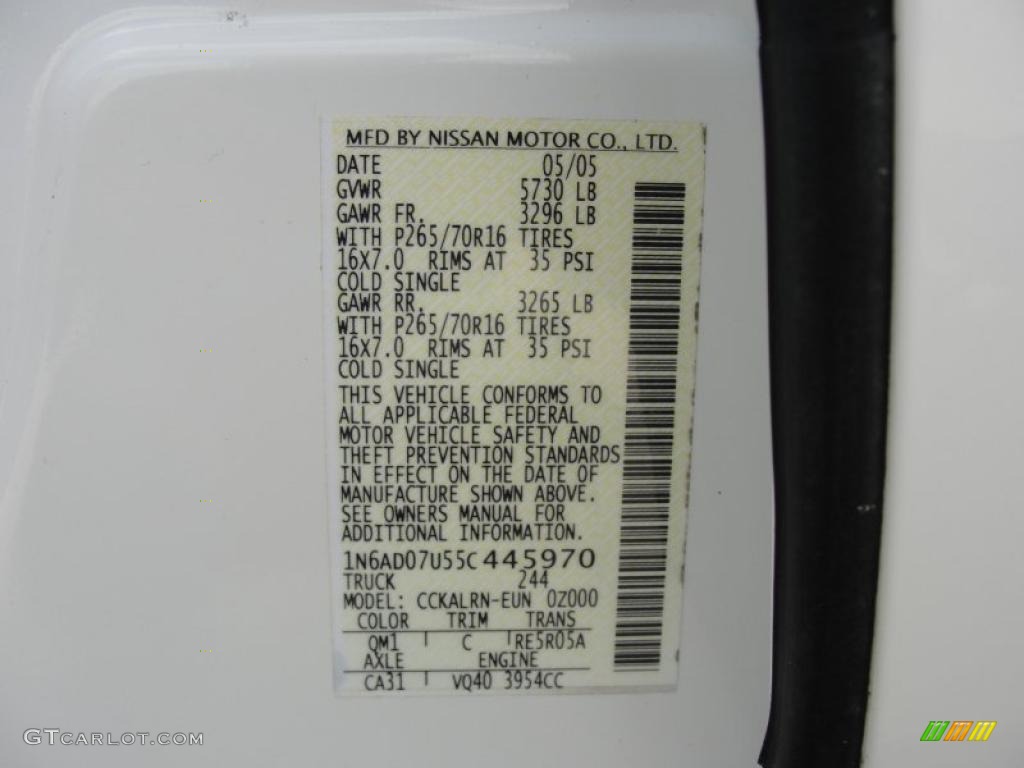 MFD BY NISSAN MOTOR CO., LTD.
DATE 05/05
GVWR 5730 LB
GAWR FR. 3296 LB
WITH P265/70R16 TIRES
16X7.0 RIMS AT 35 PSI
COLD SINGLE
GAWR RR. 3265 LB
WITH P265/70R16 TIRES
16X7.0 RIMS AT 35 PSI
COLD SINGLE
THIS VEHICLE CONFORMS TO
ALL APPLICABLE FEDERAL
MOTOR VEHICLE SAFETY AND
THEFT PREVENTION STANDARDS
IN EFFECT ON THE DATE OF
MANUFACTURE SHOWN ABOVE.
SEE OWNERS MANUAL FOR
ADDITIONAL INFORMATION.
1N6AD07U55C445970
TRUCK 244
MODEL: CCKALRN-EUN 0Z000
COLOR TRIM TRANS
QM1 C RE5R05A
AXLE ENGINE
CA31 VQ40 3954CC
GTCARLOT.COM